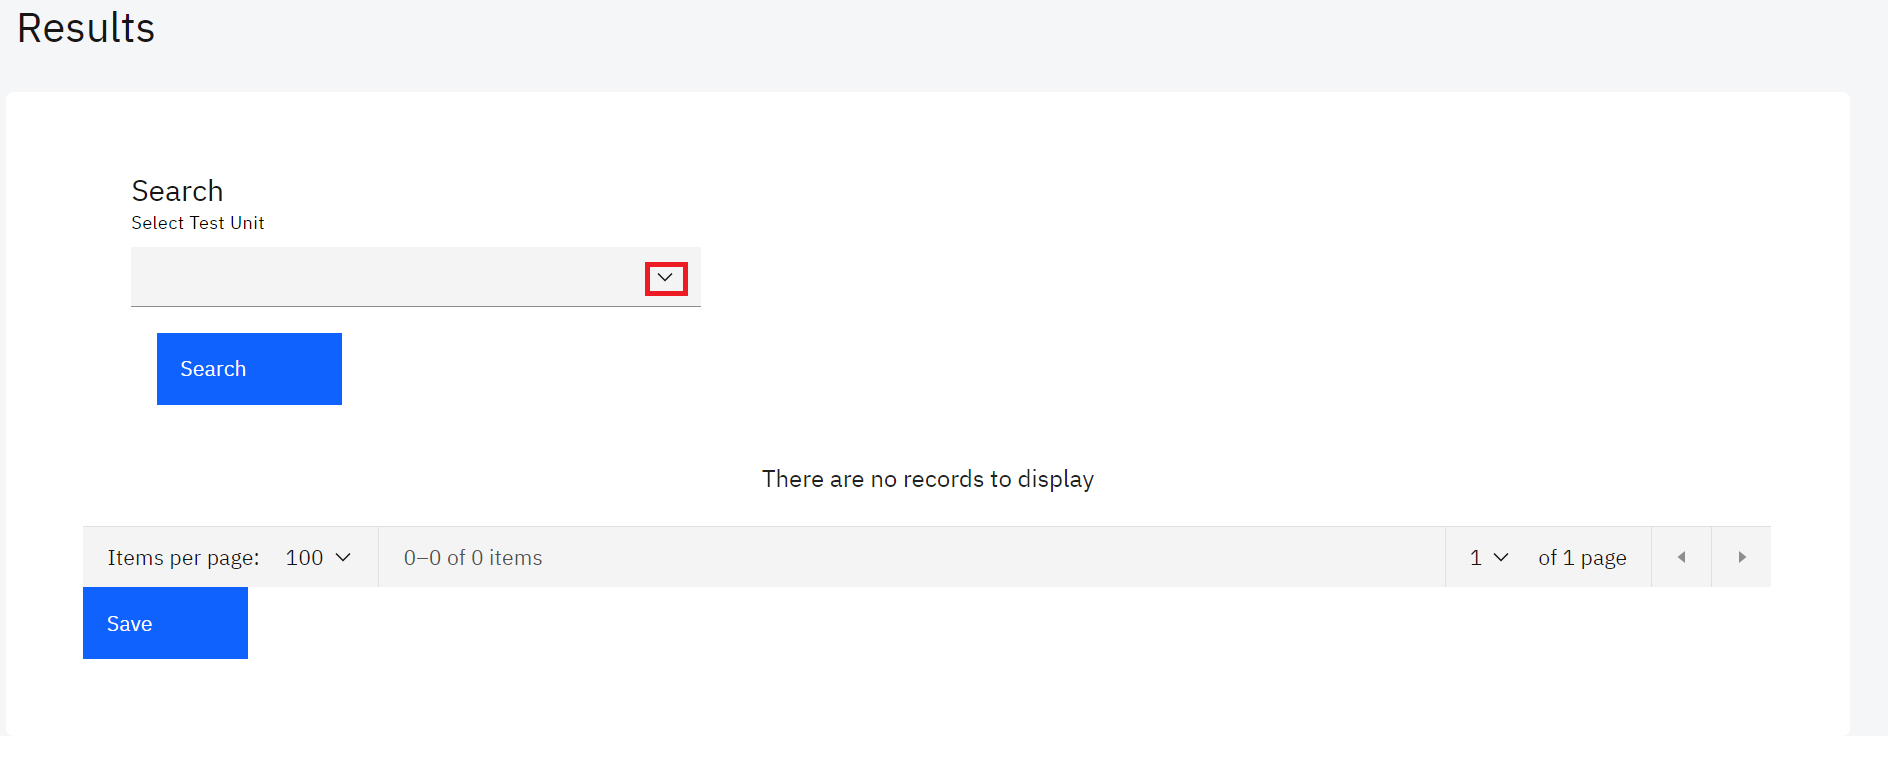 Results
Search
Select Test Unit
Search
There are no records to display
Items per page: 100 0–0 of 0 items 1 of 1 page
Save